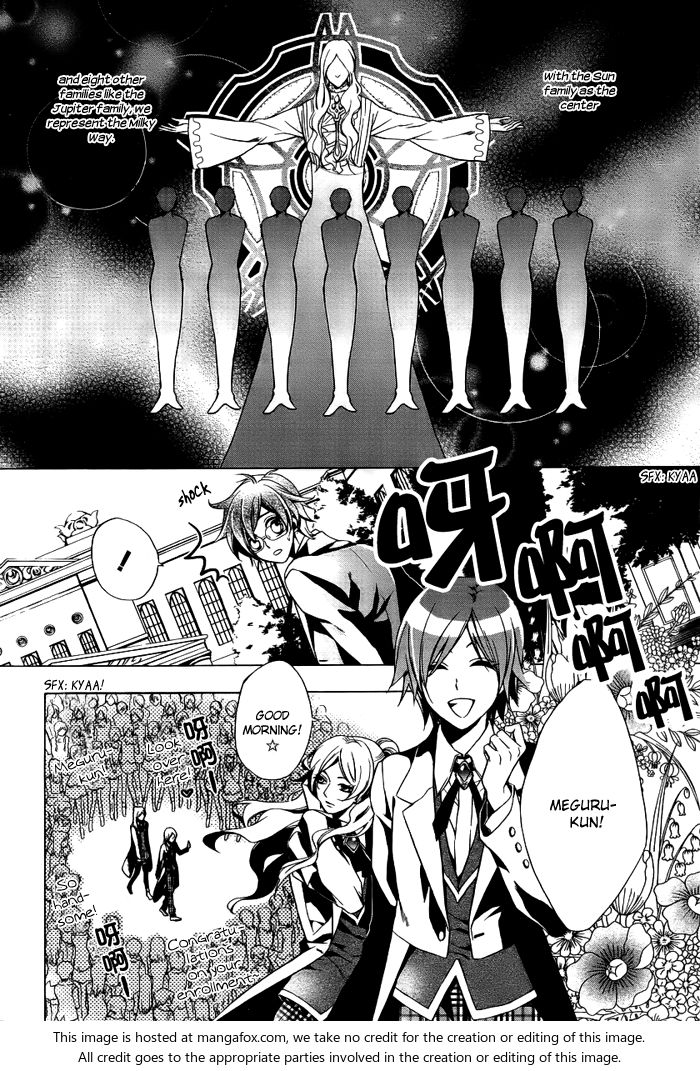 with the Sun
family as the
center
and eight other
families like the
Jupiter family, we
represent the Milky
Way.
SFX: KYAA
呀
啊
啊
啊
shock
!
MEGURU-
KUN!
GOOD
MORNING!
☆
SFX: KYAA!
呀
啊
ー
Look
over
here! ♥
Meguru-
kun!
So
hand-
some!
呀
啊
ー
Congratu-
lations
on your
enrollment
This image is hosted at mangafox.com, we take no credit for the creation or editing of this image.
All credit goes to the appropriate parties involved in the creation or editing of this image.